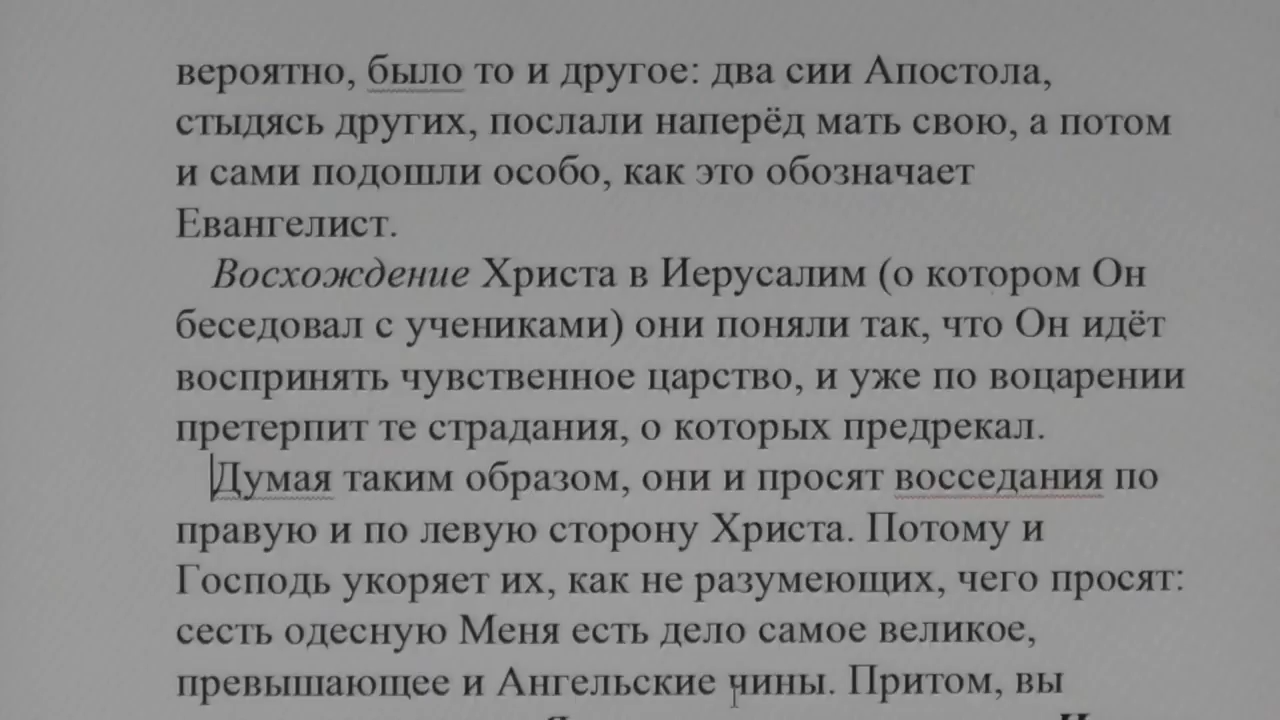 вероятно, было то и другое: два сии Апостола,
стыдясь других, послали наперёд мать свою, а потом
и сами подошли особо, как это обозначает
Евангелист.
Восхождение Христа в Иерусалим (о котором Он
беседовал с учениками) они поняли так, что Он идёт
воспринять чувственное царство, и уже по воцарении
претерпит те страдания, о которых предрекал.
Думая таким образом, они и просят восседания по
правую и по левую сторону Христа. Потому и
Господь укоряет их, как не разумеющих, чего просят:
сесть одесную Меня есть дело самое великое,
превышающее и Ангельские чины. Притом, вы